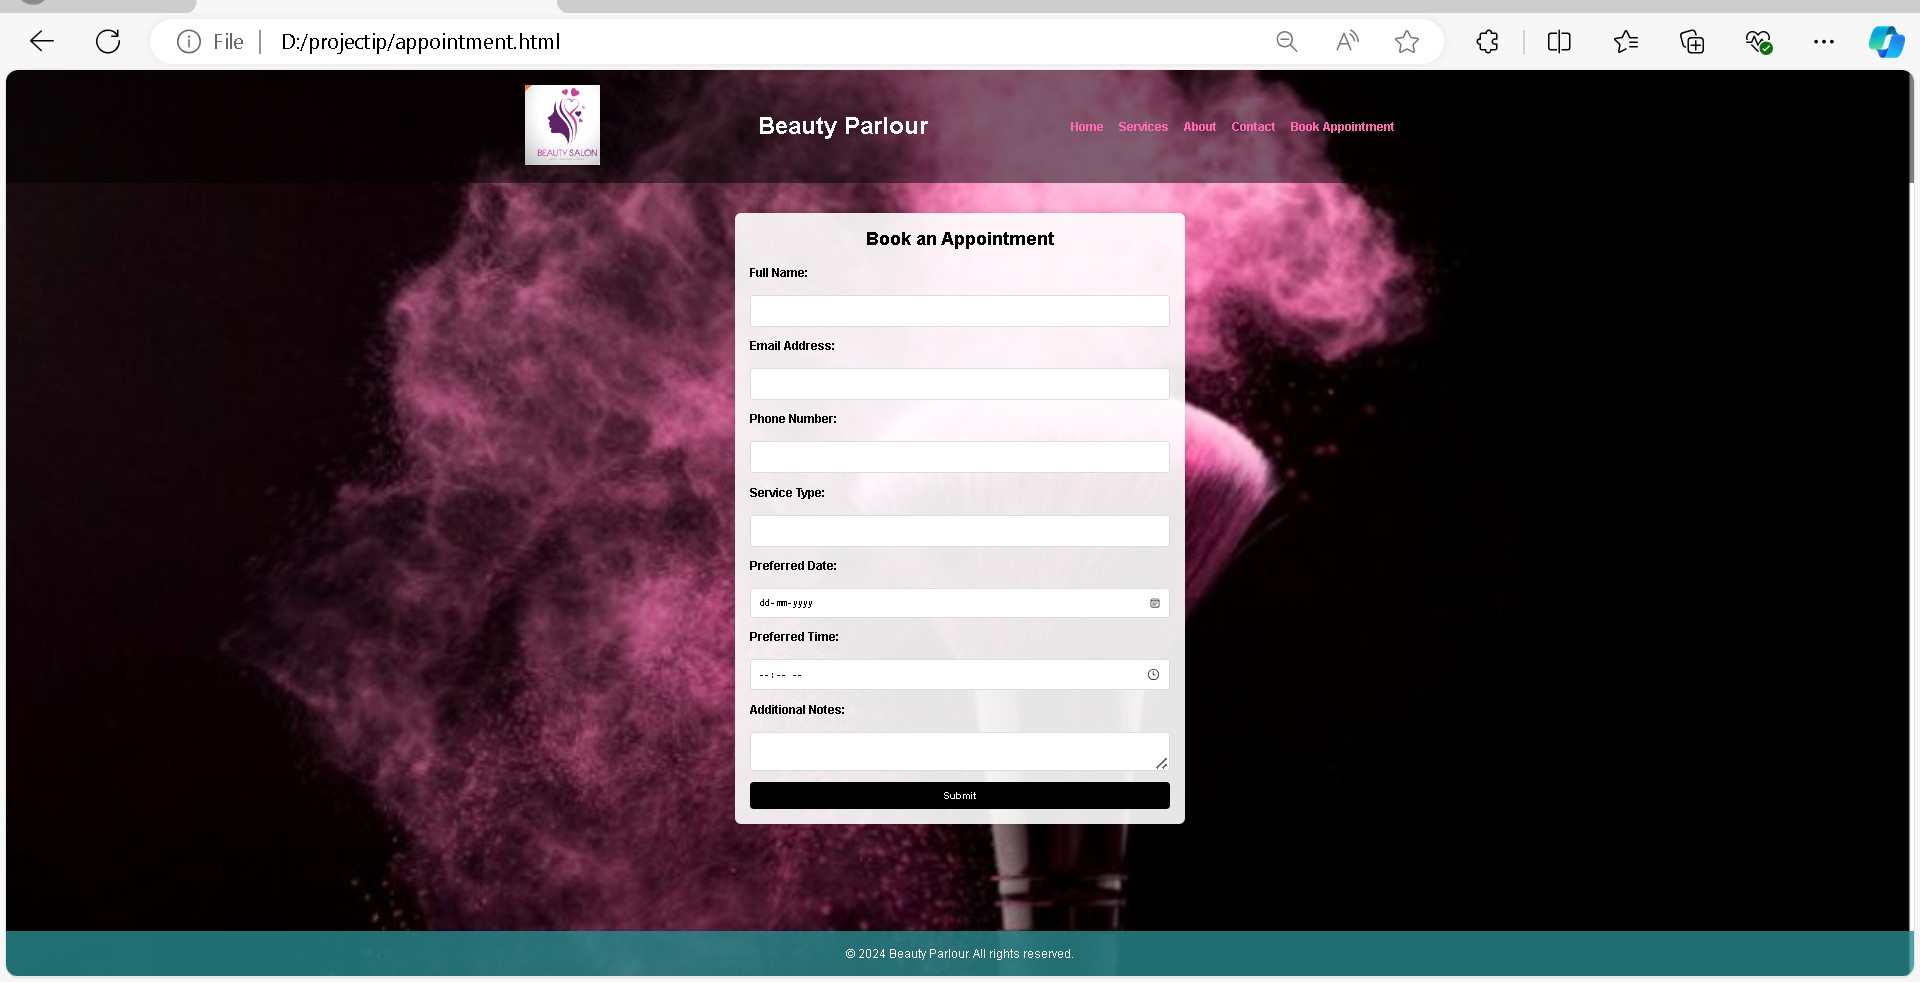 File | D:/projectip/appointment.html
BEAUTY SALON
Beauty Parlour
Home Services About Contact Book Appointment
Book an Appointment
Full Name:
Email Address:
Phone Number:
Service Type:
Preferred Date:
dd-mm-yyyy
Preferred Time:
--:-- --
Additional Notes:
Submit
© 2024 Beauty Parlour. All rights reserved.